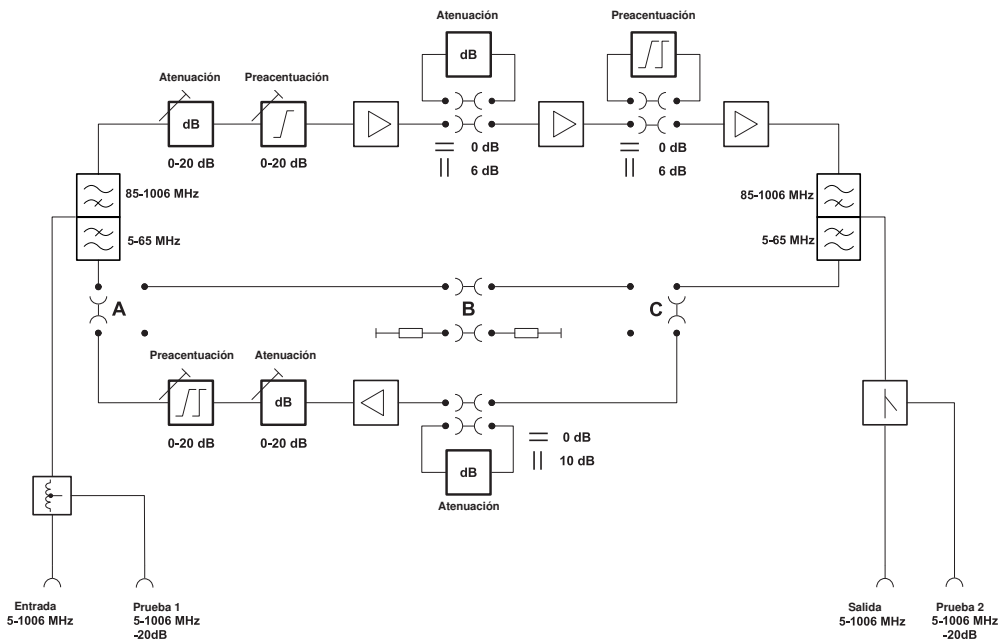 Atenuación
Preacentuación
dB
Atenuación
Preacentuación
dB
0-20 dB
0-20 dB
0 dB
6 dB
0 dB
6 dB
85-1006 MHz
5-65 MHz
85-1006 MHz
5-65 MHz
A
B
C
Preacentuación
Atenuación
dB
0-20 dB
0-20 dB
0 dB
10 dB
dB
Atenuación
Entrada
5-1006 MHz
Prueba 1
5-1006 MHz
-20dB
Salida
5-1006 MHz
Prueba 2
5-1006 MHz
-20dB